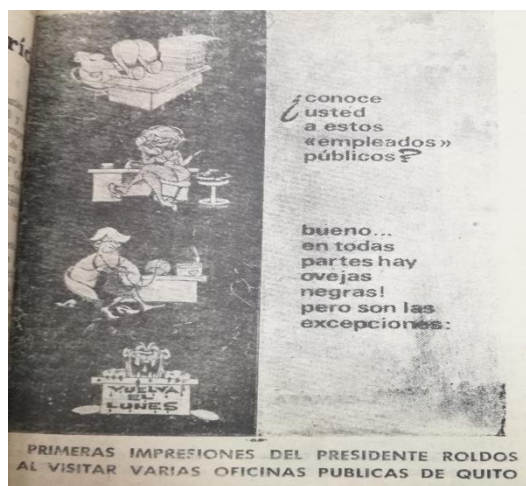 ¿conoce
usted
a estos
«empleados»
públicos?
bueno...
en todas
partes hay
ovejas
negras!
pero son las
excepciones:
VUELVA
EL
LUNES
PRIMERAS IMPRESIONES DEL PRESIDENTE ROLDOS
AL VISITAR VARIAS OFICINAS PUBLICAS DE QUITO